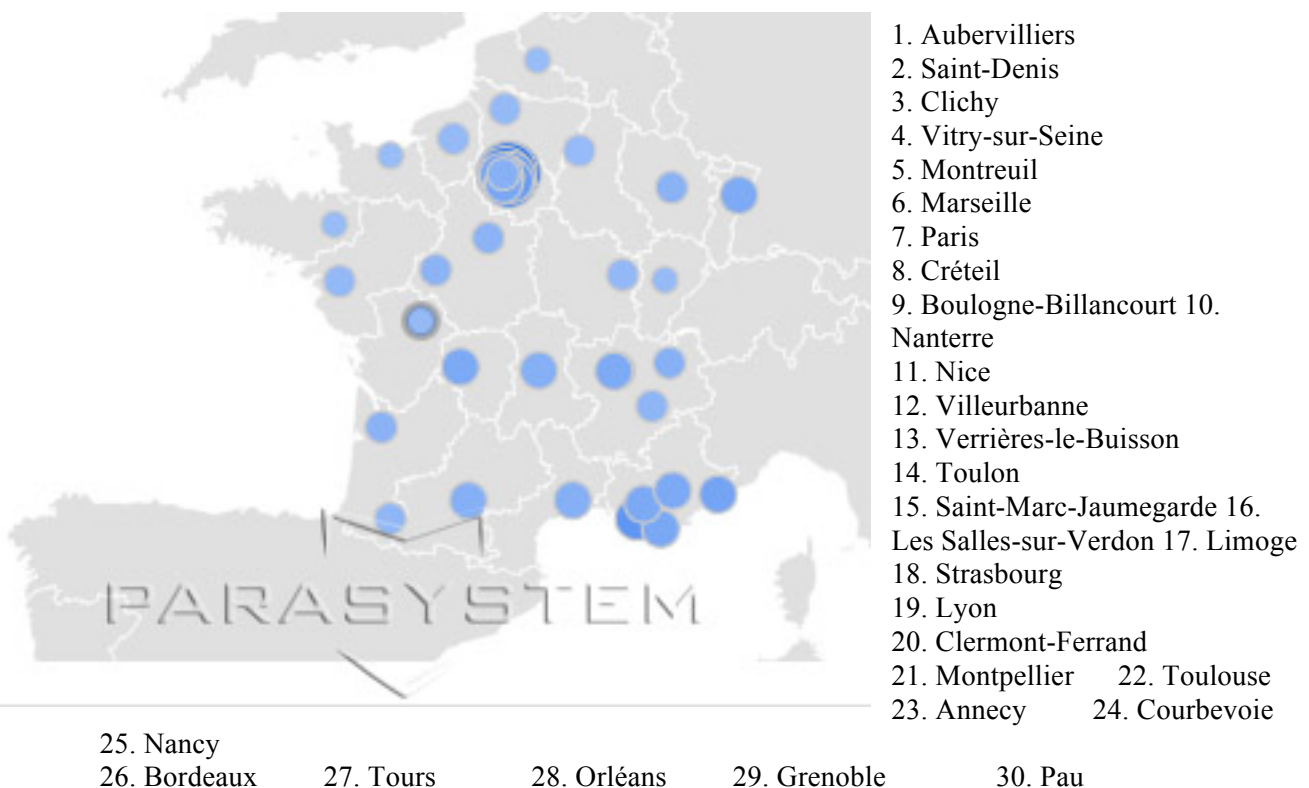 1. Aubervilliers
2. Saint-Denis
3. Clichy
4. Vitry-sur-Seine
5. Montreuil
6. Marseille
7. Paris
8. Créteil
9. Boulogne-Billancourt 10.
Nanterre
11. Nice
12. Villeurbanne
13. Verrières-le-Buisson
14. Toulon
15. Saint-Marc-Jaumegarde 16.
Les Salles-sur-Verdon 17. Limoge
18. Strasbourg
19. Lyon
20. Clermont-Ferrand
21. Montpellier 22. Toulouse
23. Annecy 24. Courbevoie
PARASYSTEM
25. Nancy
26. Bordeaux 27. Tours 28. Orléans 29. Grenoble 30. Pau